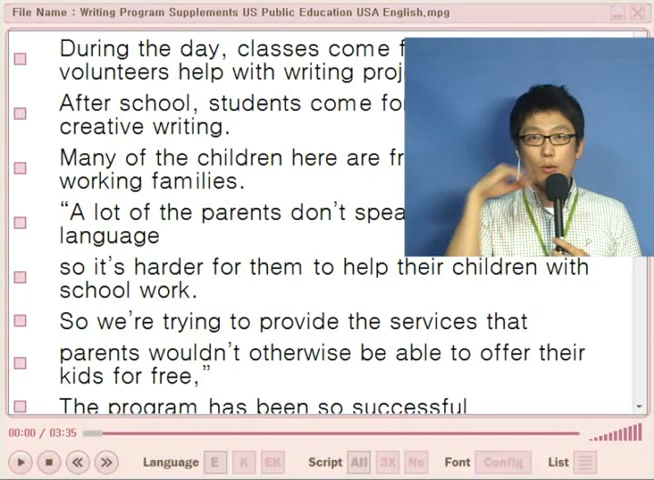 File Name : Writing Program Supplements US Public Education USA English.mpg
During the day, classes come
volunteers help with writing
After school, students come
creative writing.
Many of the children here are
working families.
“A lot of the parents don’t
language
so it’s harder for them to help their children with
school work.
So we’re trying to provide the services that
parents wouldn’t otherwise be able to offer their
kids for free,”
The program has been so successful
00:00 / 03:35
Language E K EK Script All 3X No Font Config List